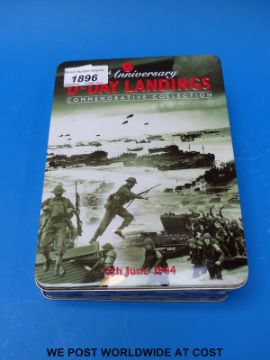 1896
Anniversary
D-DAY LANDINGS
COMMEMORATIVE COLLECTION
6th June 1944
WE POST WORLDWIDE AT COST